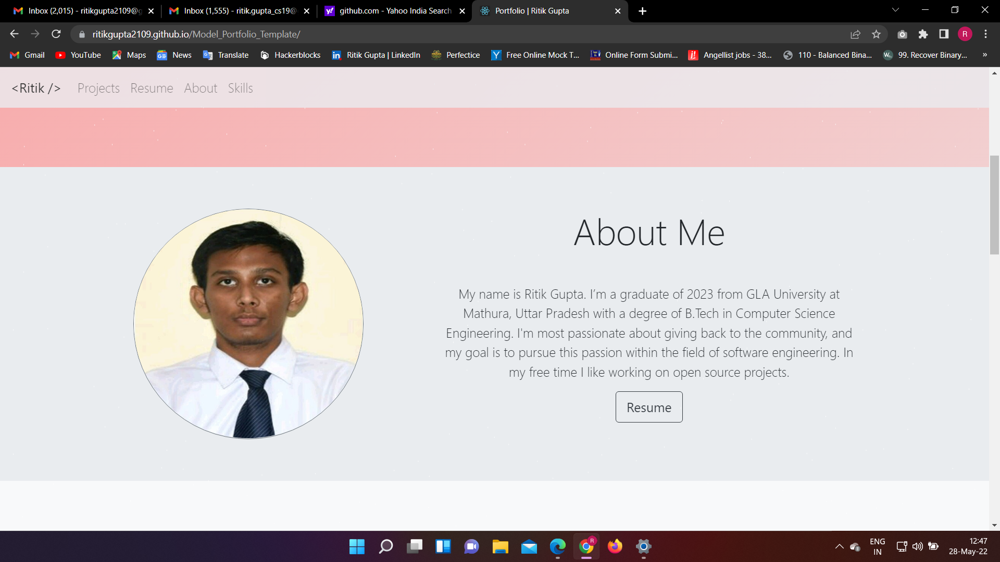 Inbox (2,015) - ritikgupta2109@g
Inbox (1,555) - ritik.gupta_cs19@
github.com - Yahoo India Search
Portfolio | Ritik Gupta
ritikgupta2109.github.io/Model_Portfolio_Template/
R
Gmail
YouTube
Maps
News
Translate
Hackerblocks
Ritik Gupta | LinkedIn
Perfectice
Free Online Mock T...
Online Form Submi...
Angellist jobs - 38...
110 - Balanced Bina...
99. Recover Binary...
»
<Ritik />
Projects
Resume
About
Skills
About Me
My name is Ritik Gupta. I’m a graduate of 2023 from GLA University at
Mathura, Uttar Pradesh with a degree of B.Tech in Computer Science
Engineering. I'm most passionate about giving back to the community, and
my goal is to pursue this passion within the field of software engineering. In
my free time I like working on open source projects.
Resume
R
ENG
IN
12:47
28-May-22